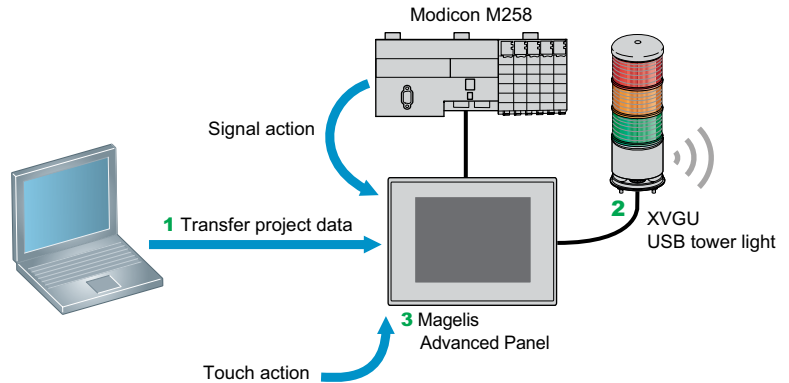 Modicon M258
Signal action
1 Transfer project data
2
XVGU
USB tower light
3 Magelis
Advanced Panel
Touch action